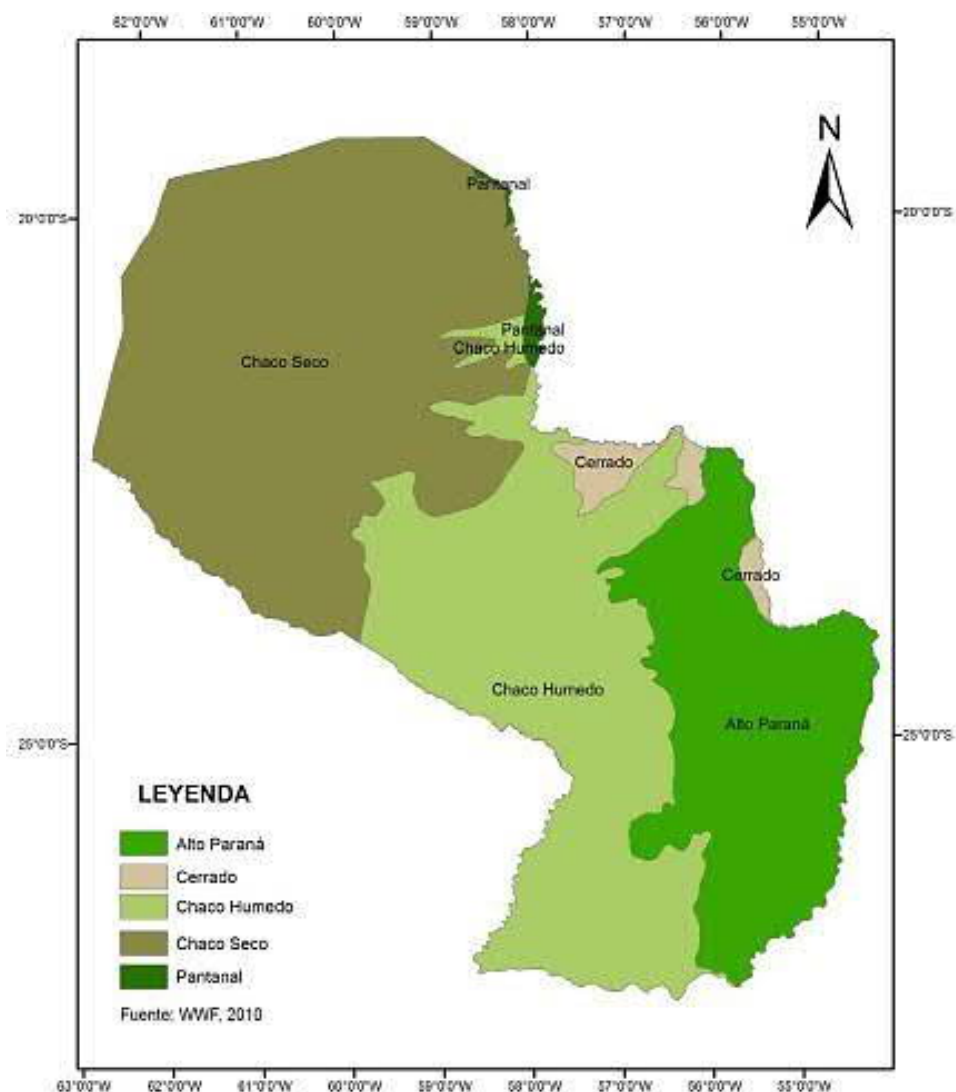 62°0'0"W 61°0'0"W 60°0'0"W 59°0'0"W 58°0'0"W 57°0'0"W 56°0'0"W 55°0'0"W
N
Pantanal
20°0'0"S 20°0'0"S
Pantanal
Chaco Humedo
Chaco Seco
Cerrado
Cerrado
Chaco Humedo
Alto Paraná
25°0'0"S 25°0'0"S
LEYENDA
Alto Paraná
Cerrado
Chaco Humedo
Chaco Seco
Pantanal
Fuente: WWF, 2010
63°0'0"W 62°0'0"W 61°0'0"W 60°0'0"W 59°0'0"W 58°0'0"W 57°0'0"W 56°0'0"W 55°0'0"W